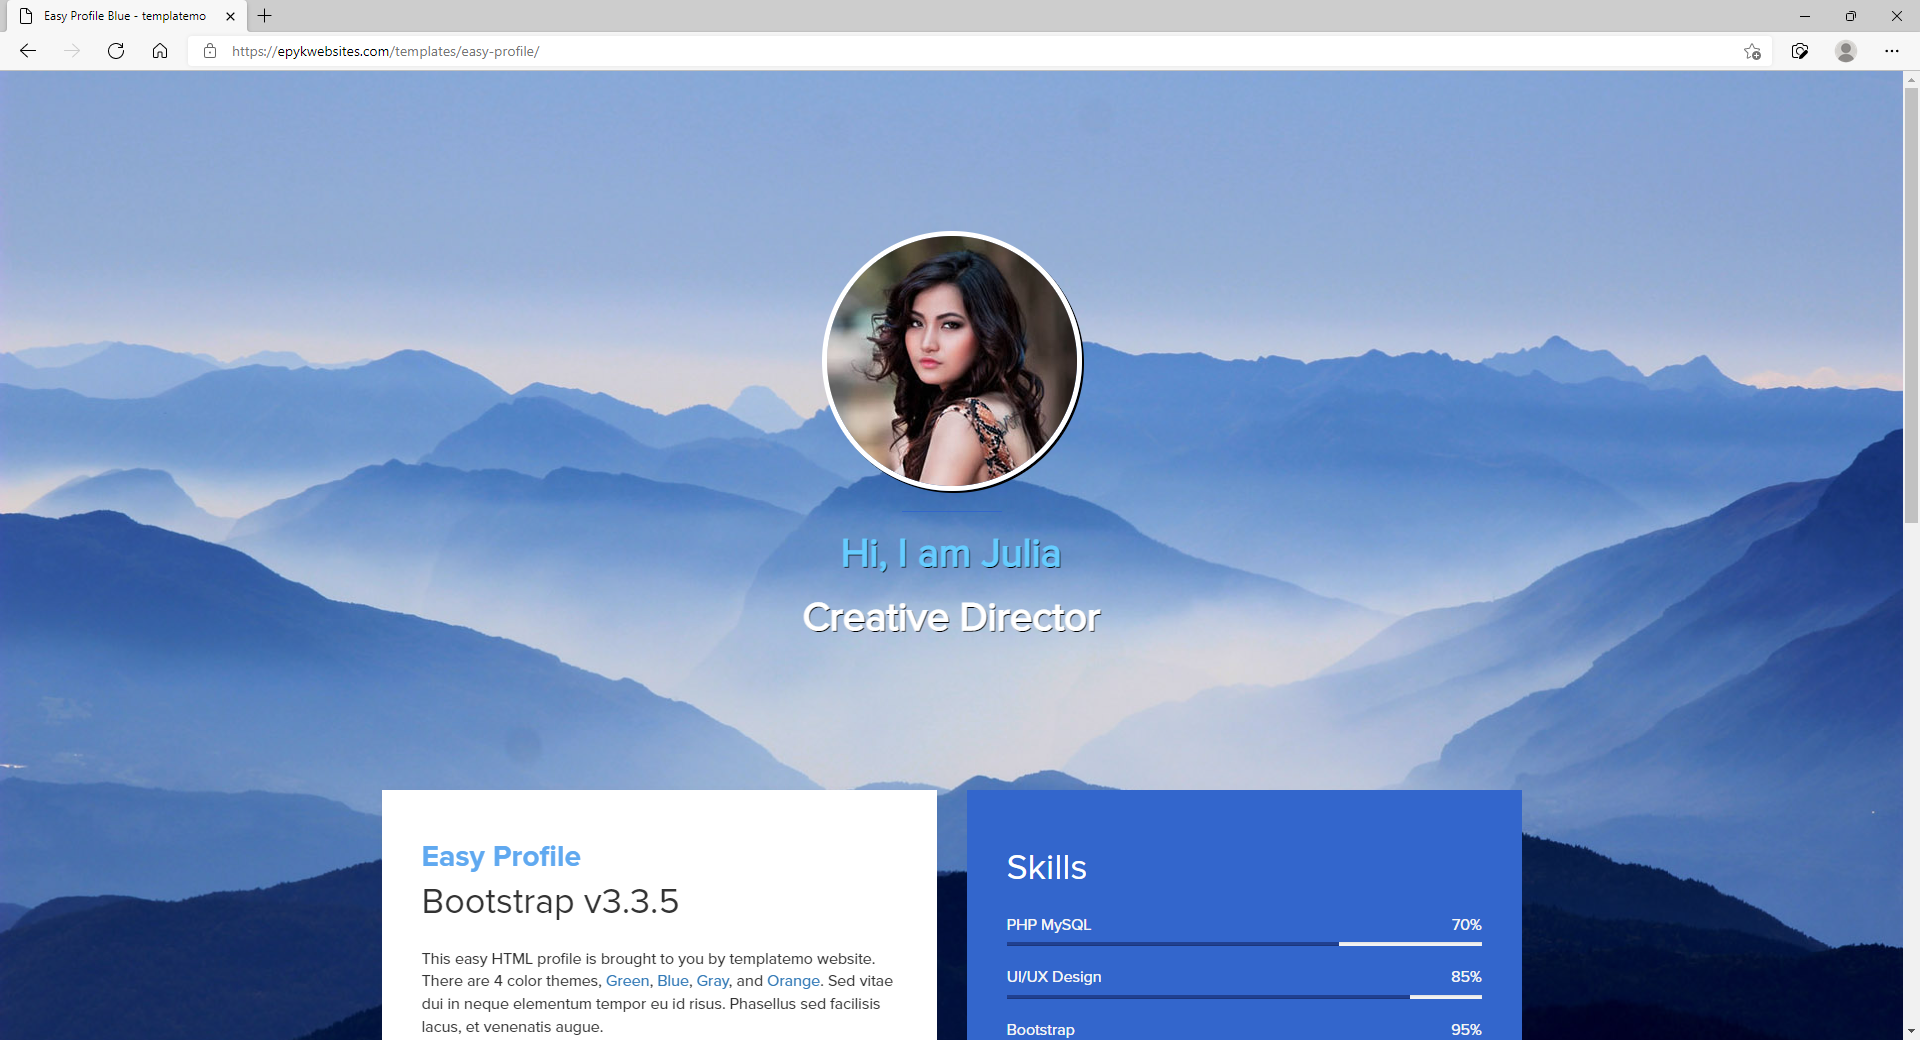 Easy Profile Blue - templatemo
https://epykwebsites.com/templates/easy-profile/
Hi, I am Julia
Creative Director
Easy Profile
Bootstrap v3.3.5
This easy HTML profile is brought to you by templatemo website.
There are 4 color themes, Green, Blue, Gray, and Orange. Sed vitae
dui in neque elementum tempor eu id risus. Phasellus sed facilisis
lacus, et venenatis augue.
Skills
PHP MySQL 70%
UI/UX Design 85%
Bootstrap 95%